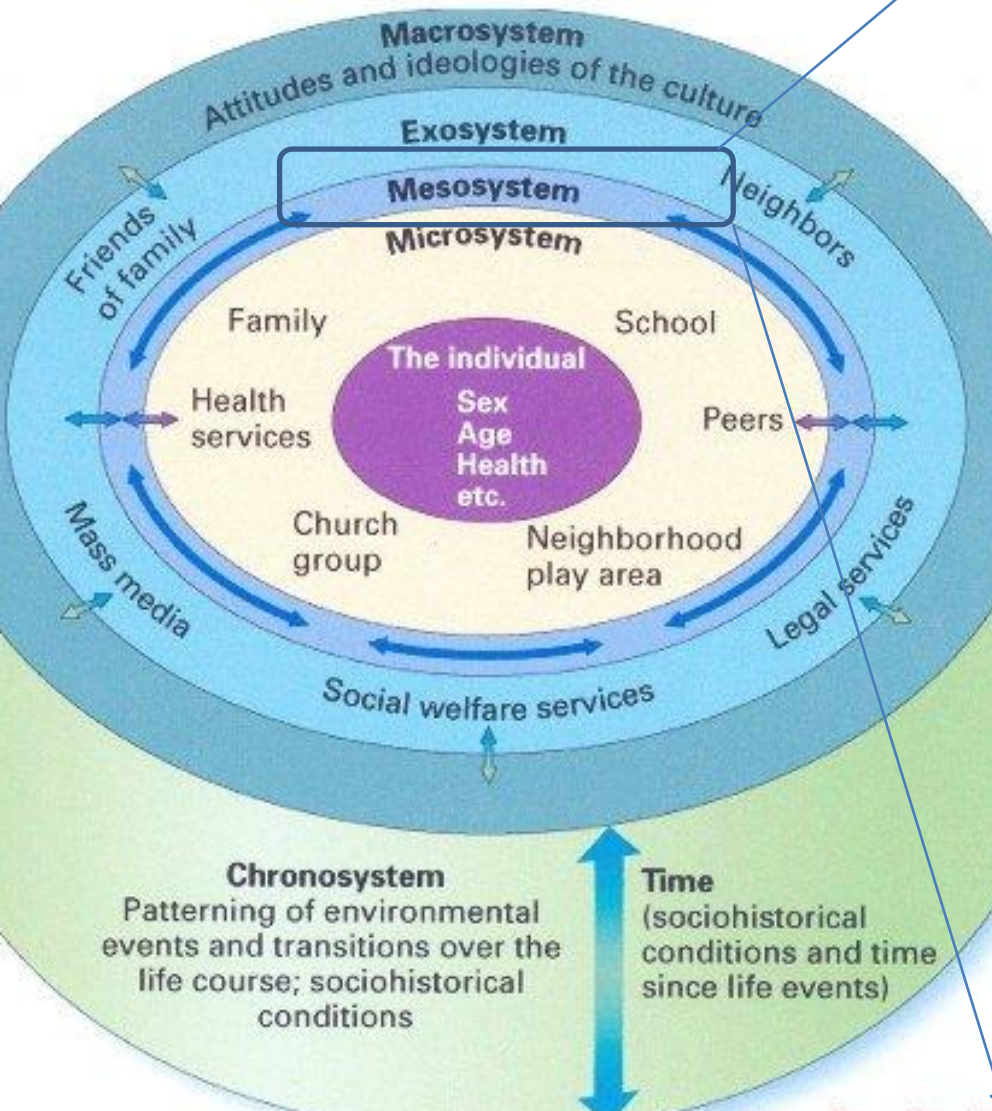 Macrosystem
Attitudes and ideologies of the culture
Exosystem
Mesosystem
Neighbors
Friends
of family
Microsystem
Family
School
The individual
Sex
Age
Health
etc.
Health
services
Peers
Church
group
Neighborhood
play area
Mass media
Legal services
Social welfare services
Chronosystem
Patterning of environmental
events and transitions over the
life course; sociohistorical
conditions
Time
(sociohistorical
conditions and time
since life events)